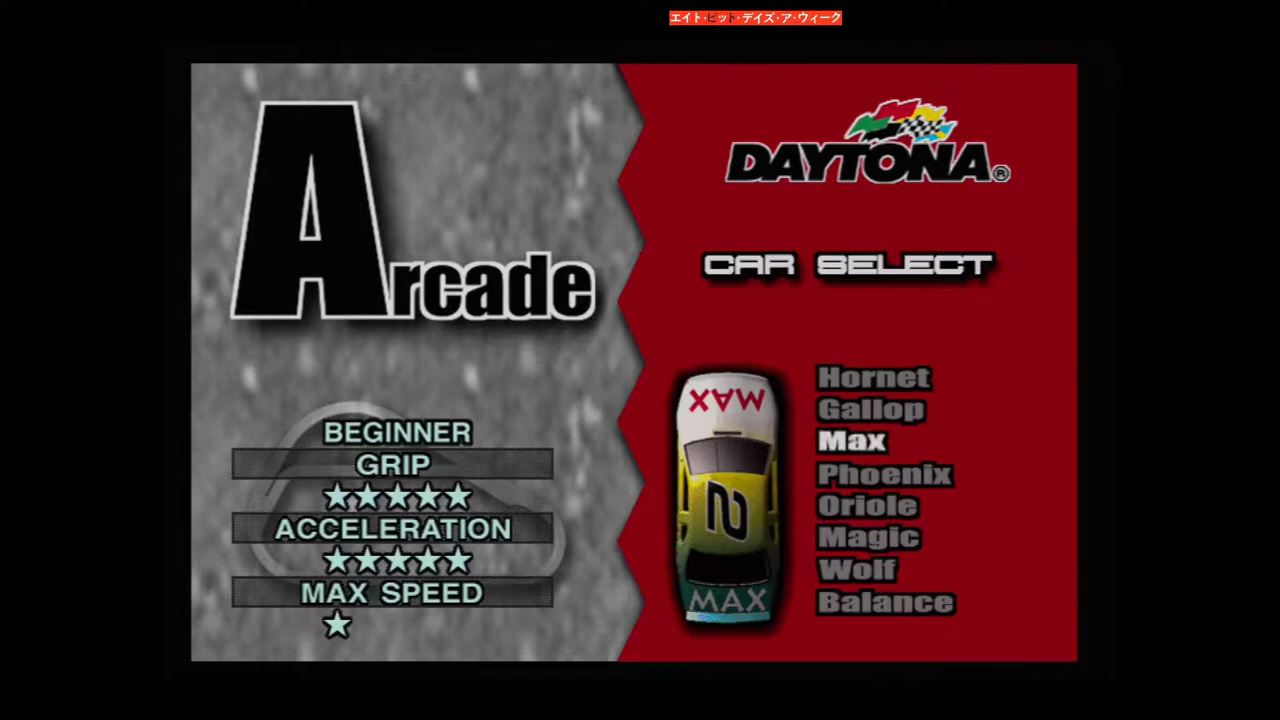 エイト·ビット·デイズ·ア·ウィーク
Arcade
DAYTONA®
CAR SELECT
BEGINNER
GRIP
★★★★★
ACCELERATION
★★★★★
MAX SPEED
★
MAX
2
MAX
Hornet
Gallop
Max
Phoenix
Oriole
Magic
Wolf
Balance